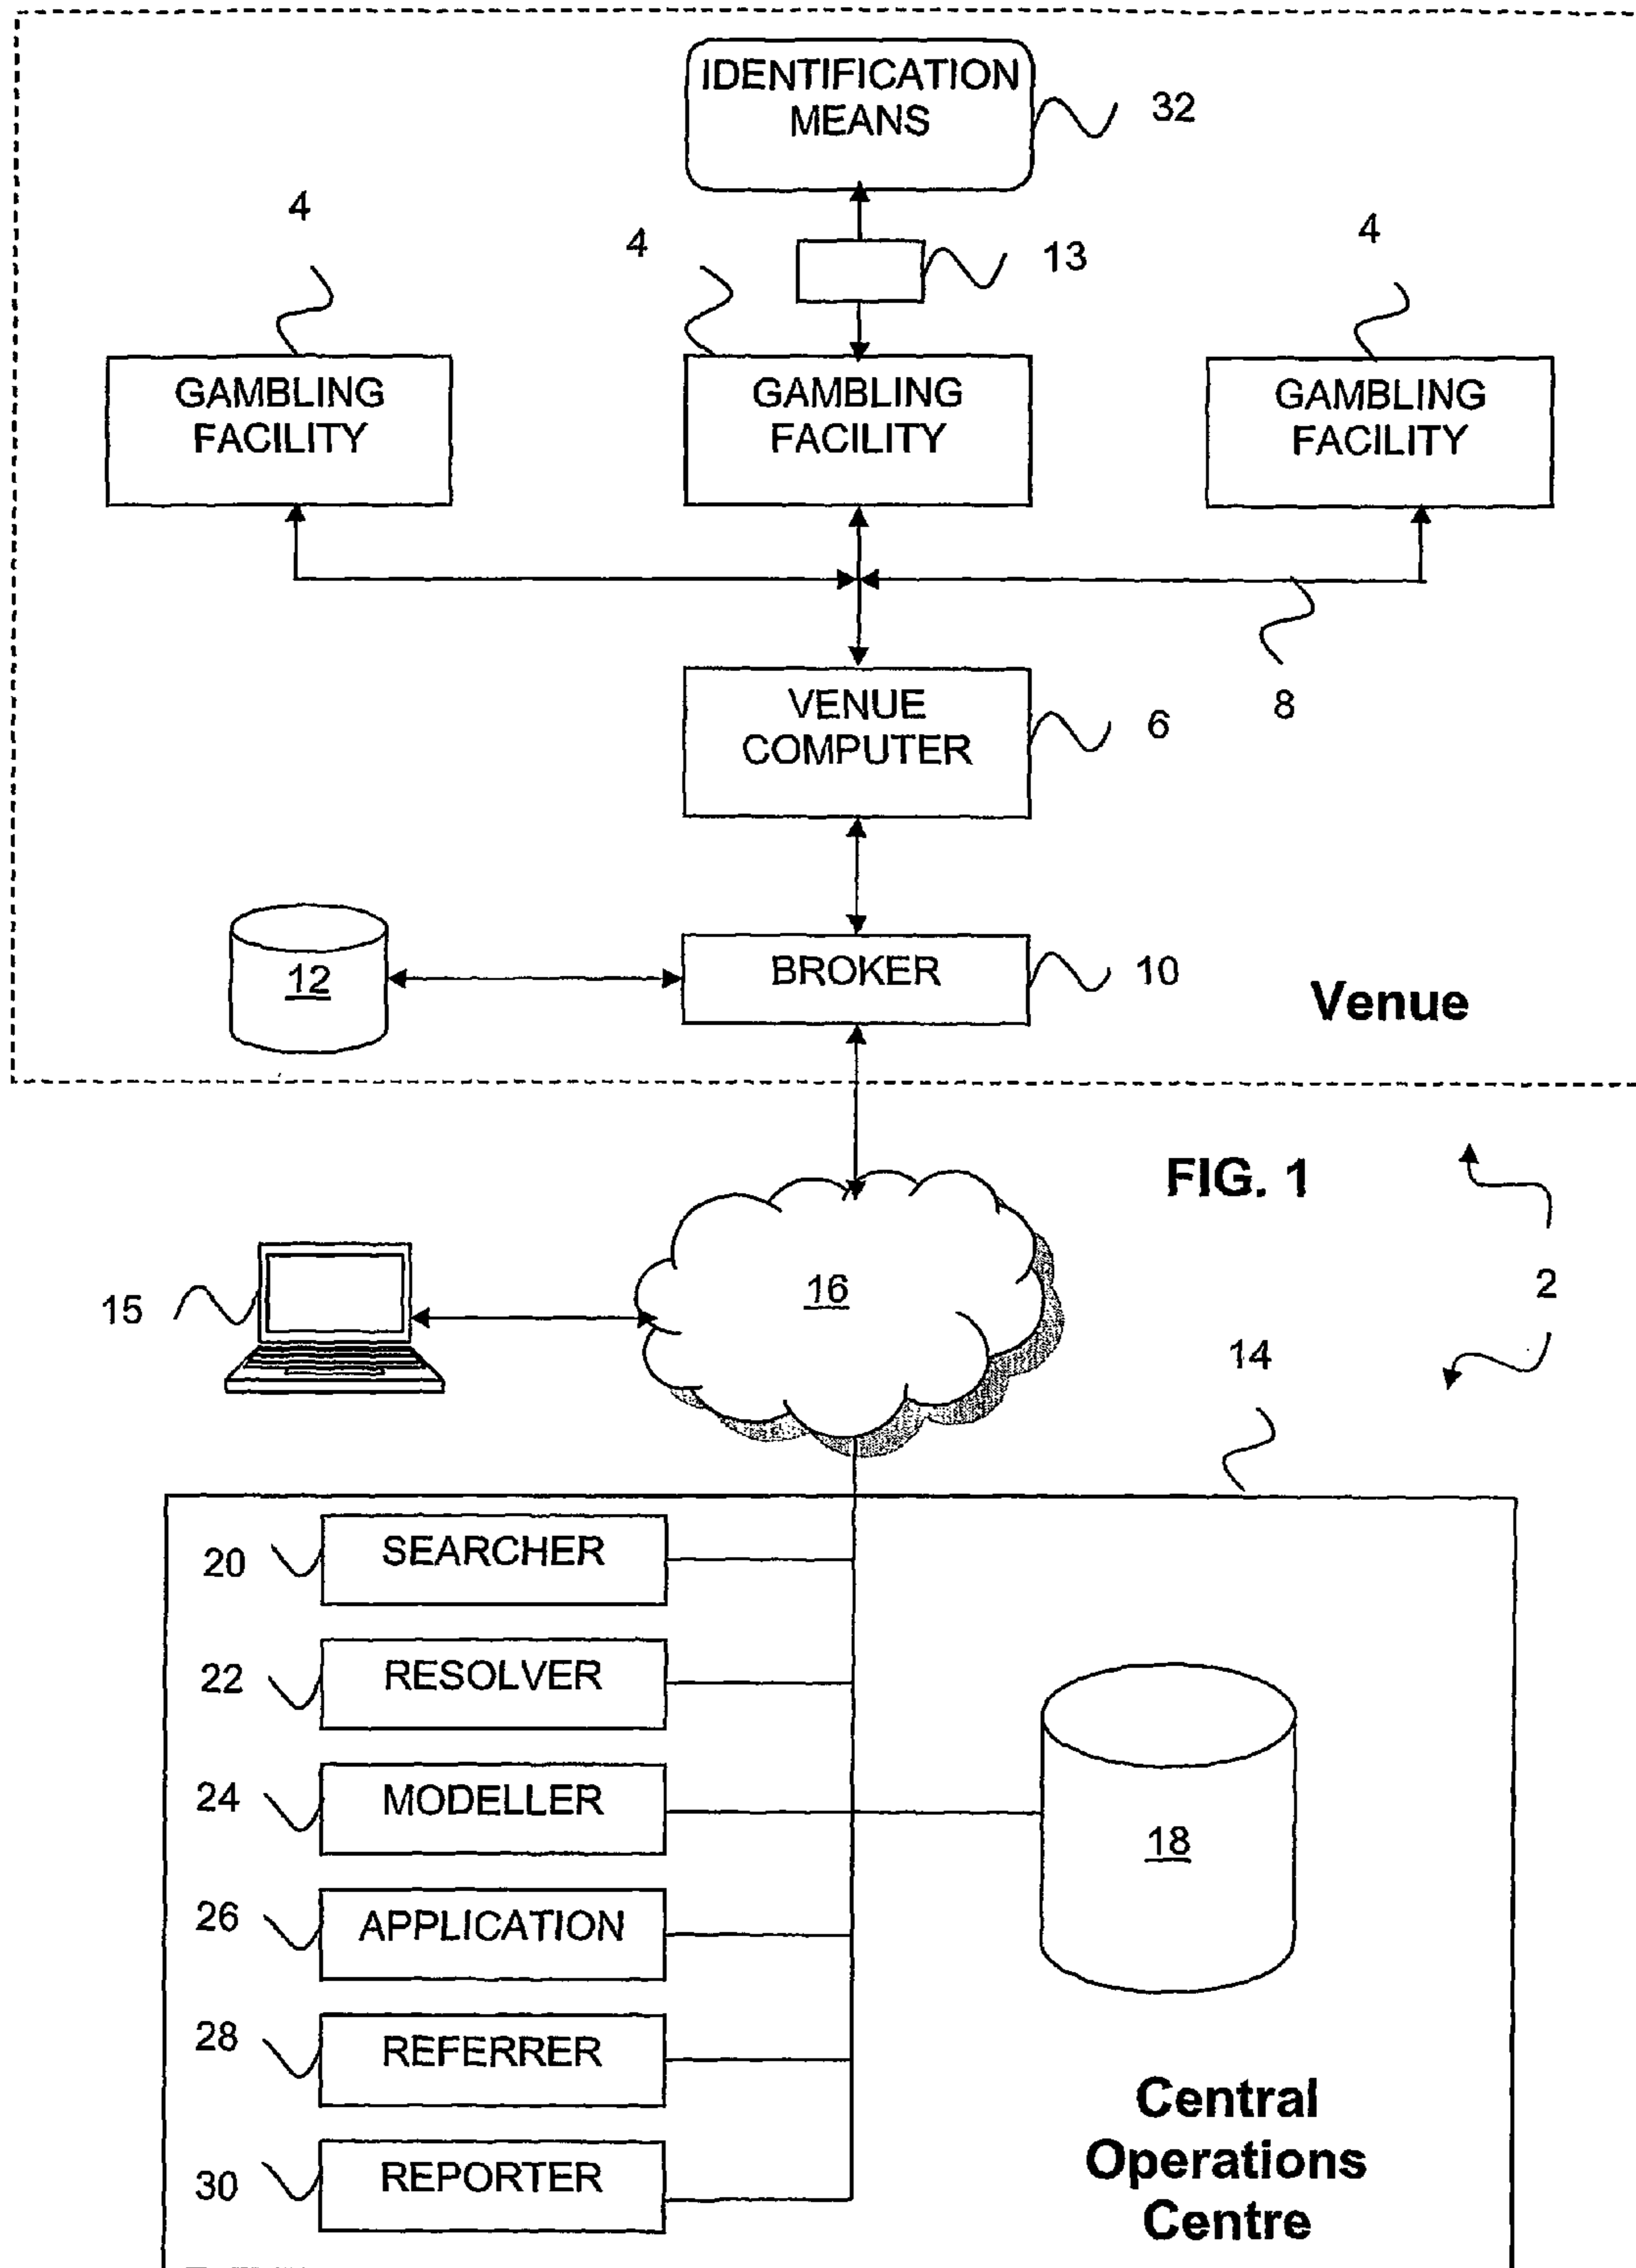 IDENTIFICATION
MEANS
32
4
4
13
4
GAMBLING
FACILITY
GAMBLING
FACILITY
GAMBLING
FACILITY
8
VENUE
COMPUTER
6
12
BROKER
10
Venue
FIG. 1
2
15
16
14
20
SEARCHER
22
RESOLVER
24
MODELLER
18
26
APPLICATION
28
REFERRER
30
REPORTER
Central
Operations
Centre